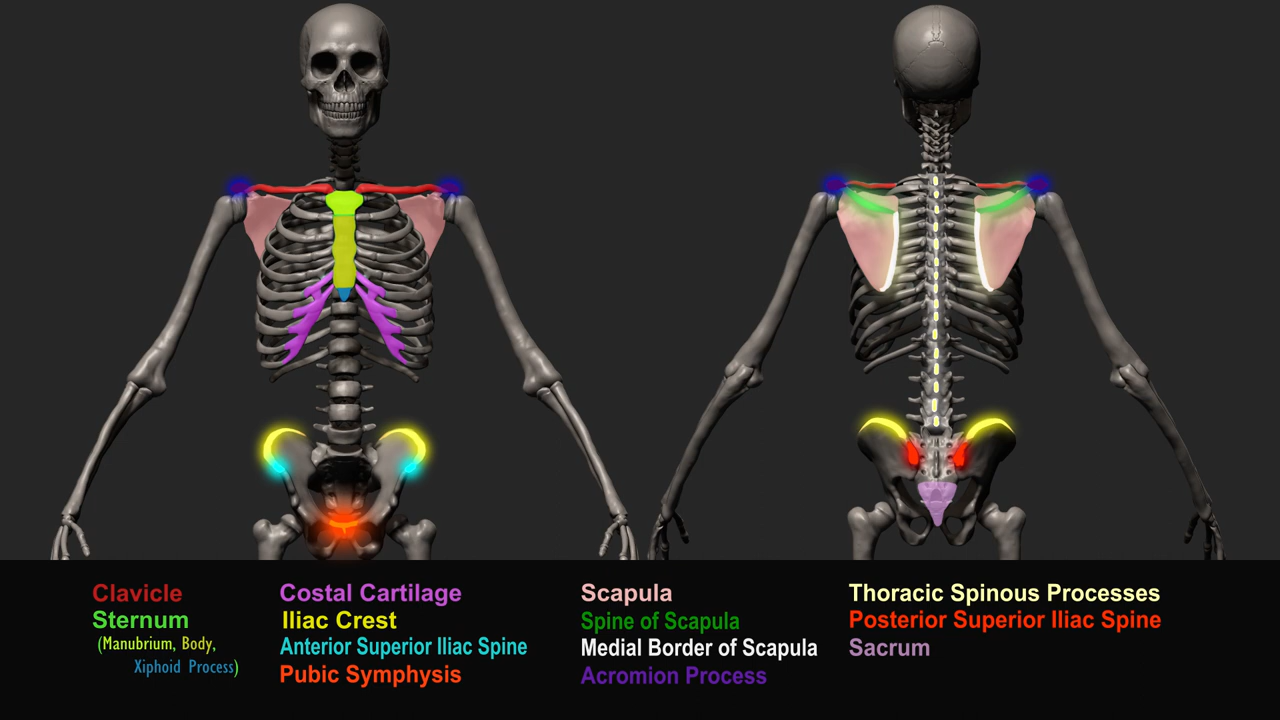 Clavicle
Sternum
(Manubrium, Body,
Xiphoid Process)
Costal Cartilage
Iliac Crest
Anterior Superior Iliac Spine
Pubic Symphysis
Scapula
Spine of Scapula
Medial Border of Scapula
Acromion Process
Thoracic Spinous Processes
Posterior Superior Iliac Spine
Sacrum